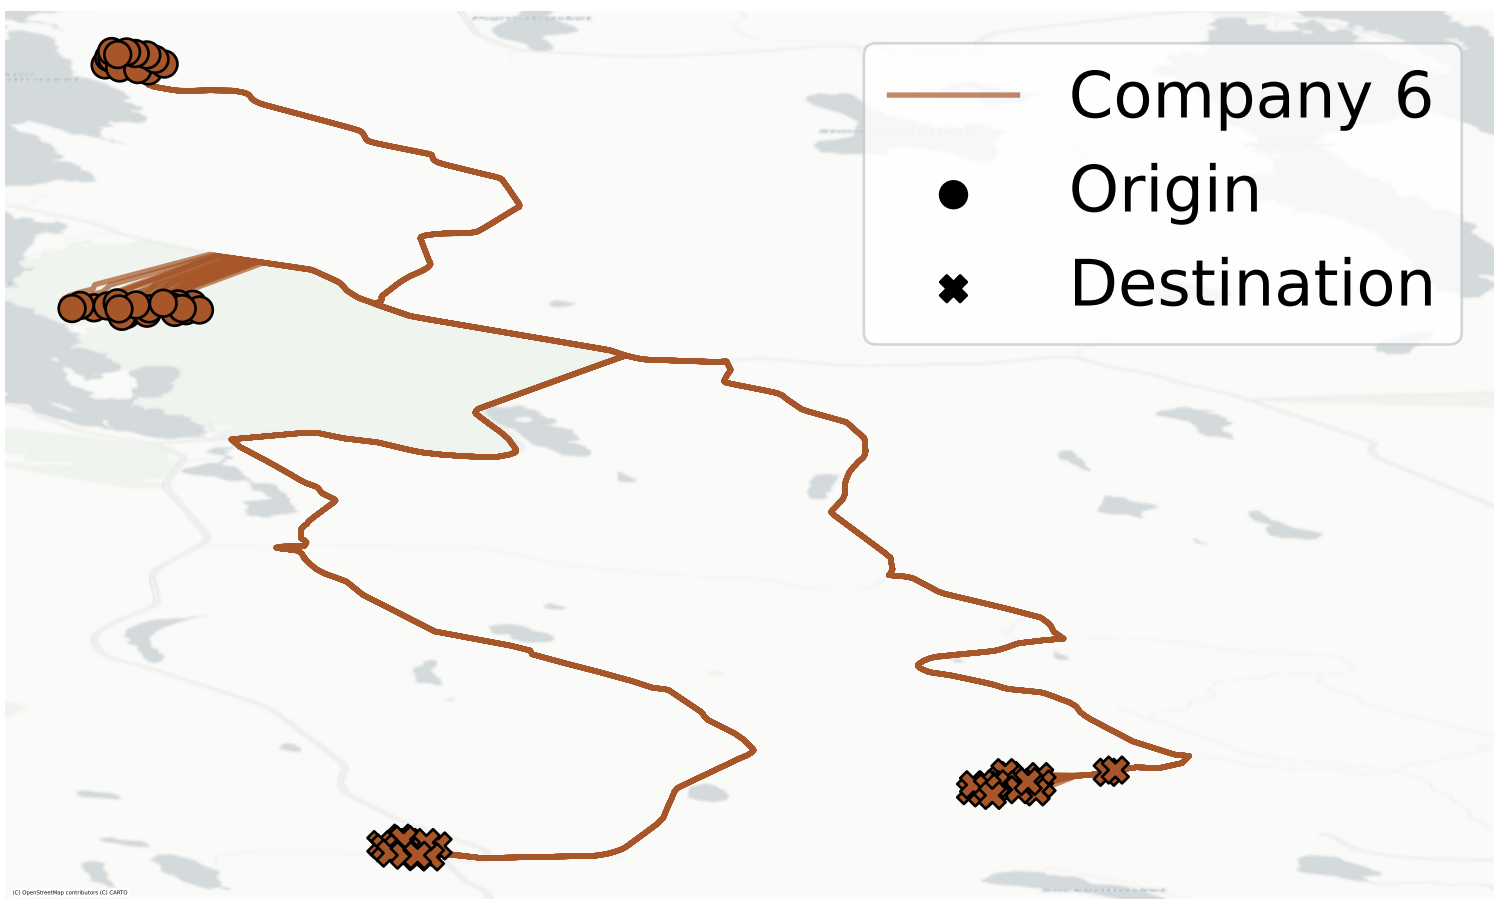 Company 6
Origin
Destination
(C) OpenStreetMap contributors (C) CARTO